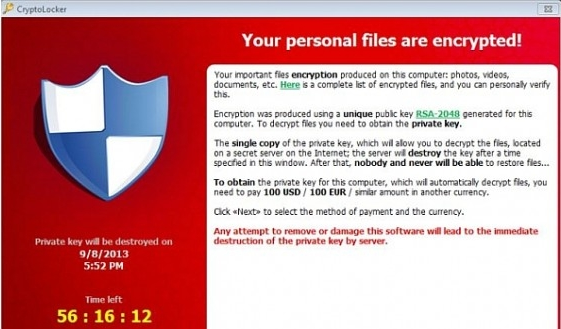 CryptoLocker
Your personal files are encrypted!
Your important files encryption produced on this computer: photos, videos,
documents, etc. Here is a complete list of encrypted files, and you can personally verify
this.
Encryption was produced using a unique public key RSA-2048 generated for this
computer. To decrypt files you need to obtain the private key.
The single copy of the private key, which will allow you to decrypt the files, located
on a secret server on the Internet; the server will destroy the key after a time
specified in this window. After that, nobody and never will be able to restore files...
To obtain the private key for this computer, which will automatically decrypt files, you
need to pay 100 USD / 100 EUR / similar amount in another currency.
Click «Next» to select the method of payment and the currency.
Any attempt to remove or damage this software will lead to the immediate
destruction of the private key by server.
Private key will be destroyed on
9/8/2013
5:52 PM
Time left
56 : 16 : 12